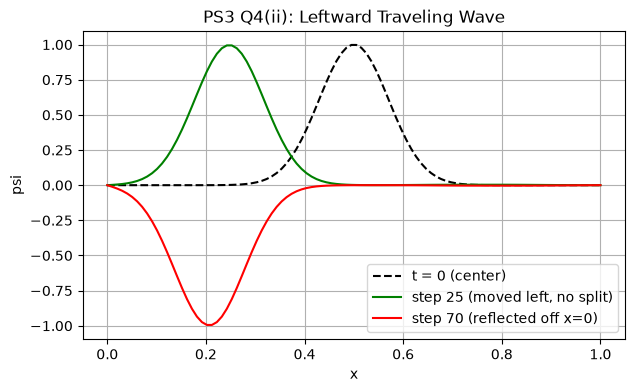 PS3 Q4(ii): Leftward Traveling Wave
psi
1.00
0.75
0.50
0.25
0.00
−0.25
−0.50
−0.75
−1.00
t = 0 (center)
step 25 (moved left, no split)
step 70 (reflected off x=0)
0.0 0.2 0.4 0.6 0.8 1.0
x